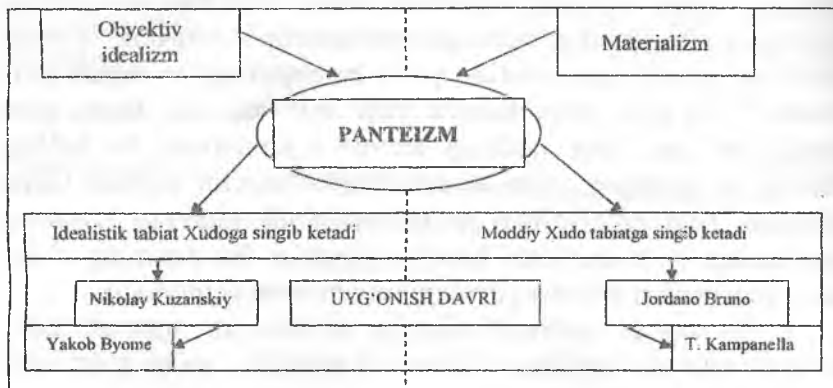 Obyektiv
idealizm
Materializm
PANTEIZM
Idealistik tabiat Xudoga singib ketadi
Moddiy Xudo tabiatga singib ketadi
Nikolay Kuzanskiy
UYG‘ONISH DAVRI
Jordano Bruno
Yakob Byome
T. Kampanella